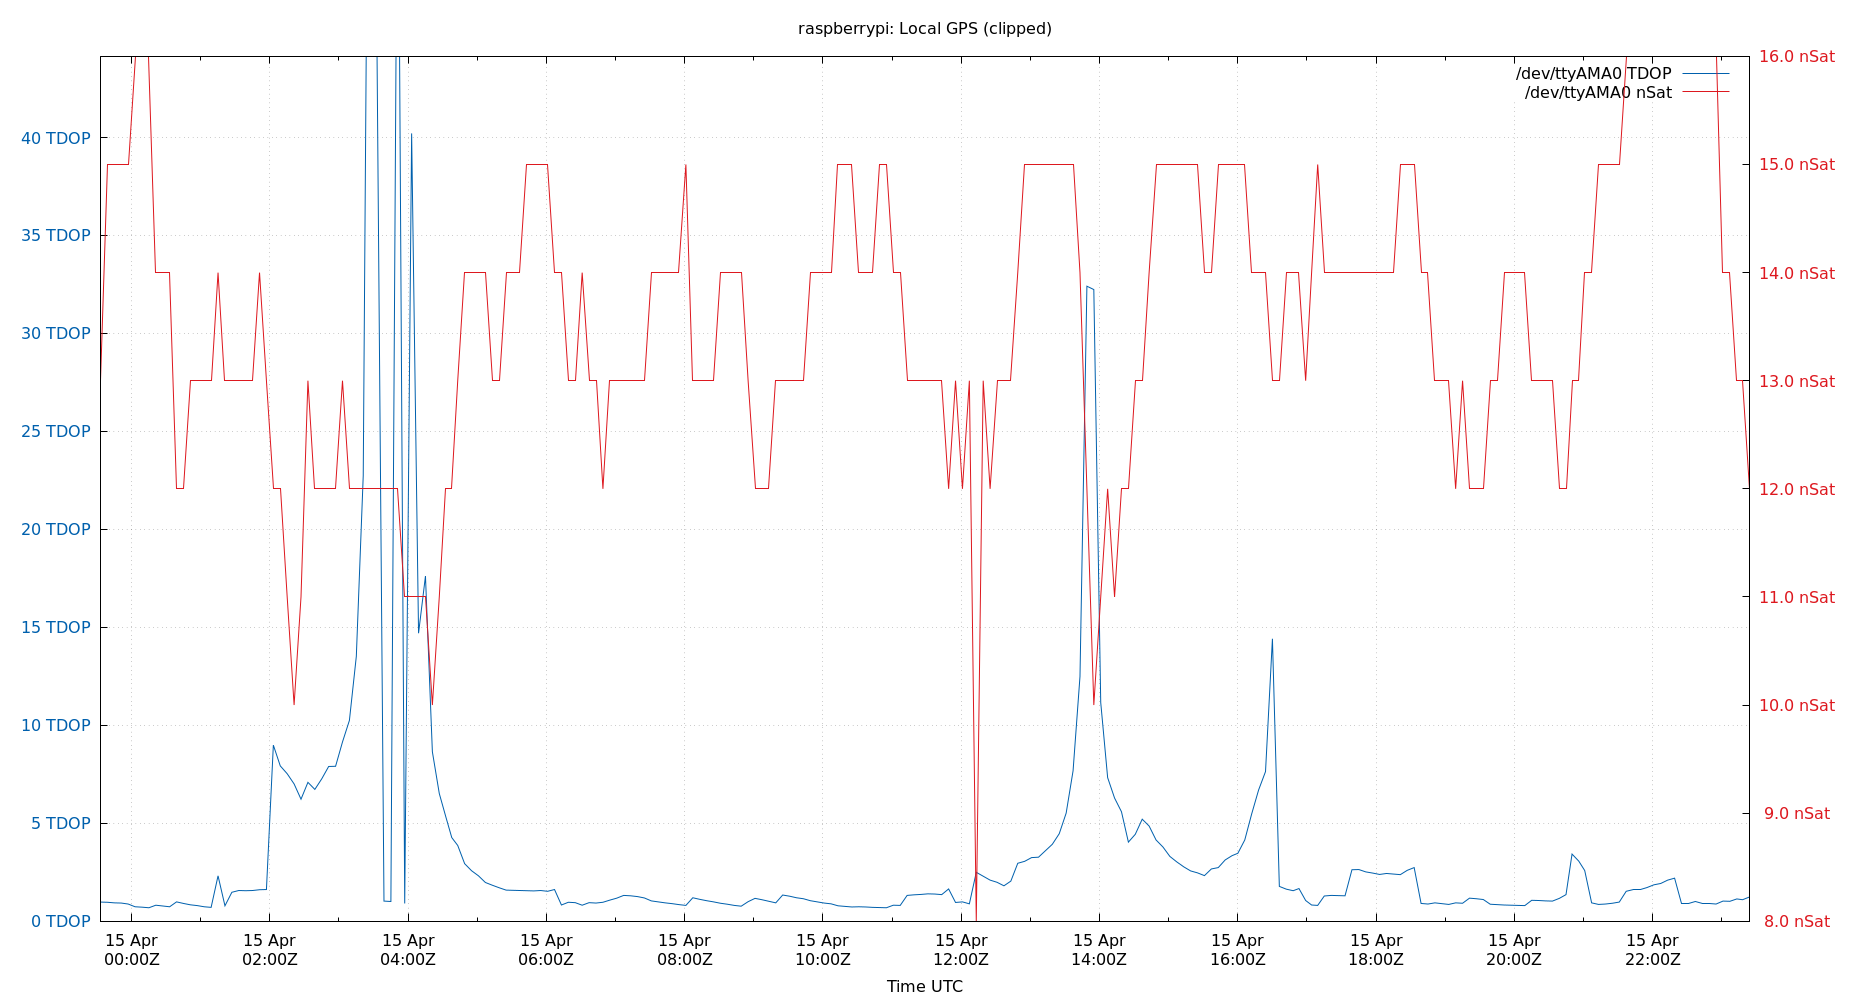 raspberrypi: Local GPS (clipped)
/dev/ttyAMA0 TDOP
/dev/ttyAMA0 nSat
40 TDOP
35 TDOP
30 TDOP
25 TDOP
20 TDOP
15 TDOP
10 TDOP
5 TDOP
0 TDOP
16.0 nSat
15.0 nSat
14.0 nSat
13.0 nSat
12.0 nSat
11.0 nSat
10.0 nSat
9.0 nSat
8.0 nSat
15 Apr
00:00Z
15 Apr
02:00Z
15 Apr
04:00Z
15 Apr
06:00Z
15 Apr
08:00Z
15 Apr
10:00Z
15 Apr
12:00Z
15 Apr
14:00Z
15 Apr
16:00Z
15 Apr
18:00Z
15 Apr
20:00Z
15 Apr
22:00Z
Time UTC